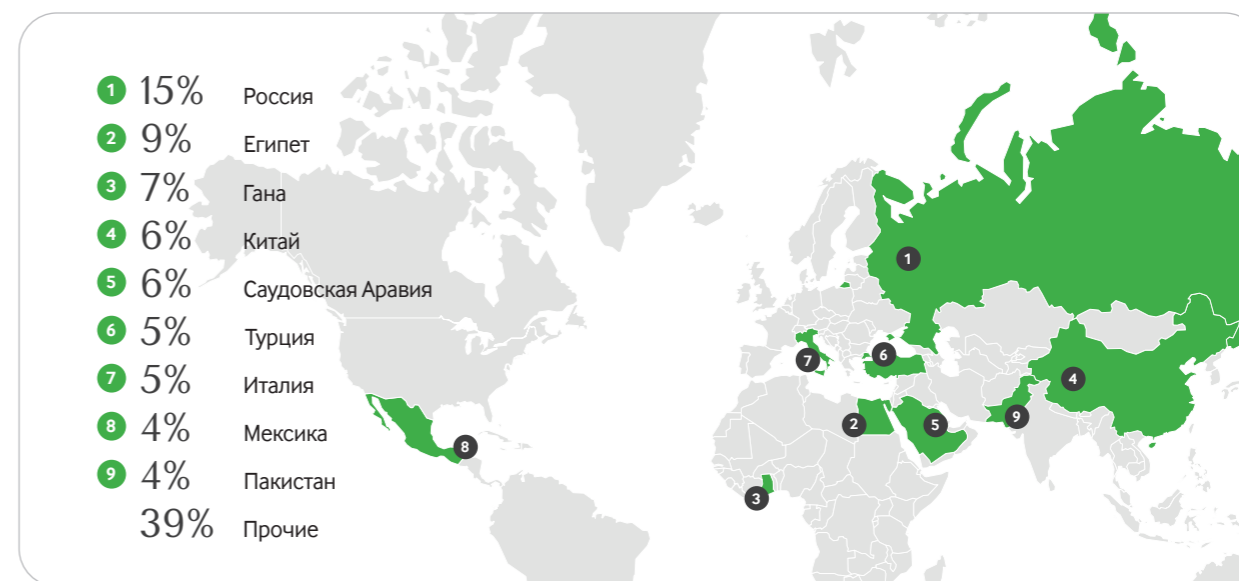 1 15% Россия
2 9% Египет
3 7% Гана
4 6% Китай
5 6% Саудовская Аравия
6 5% Турция
7 5% Италия
8 4% Мексика
9 4% Пакистан
39% Прочие
1
6
7
4
9
2
5
8
3